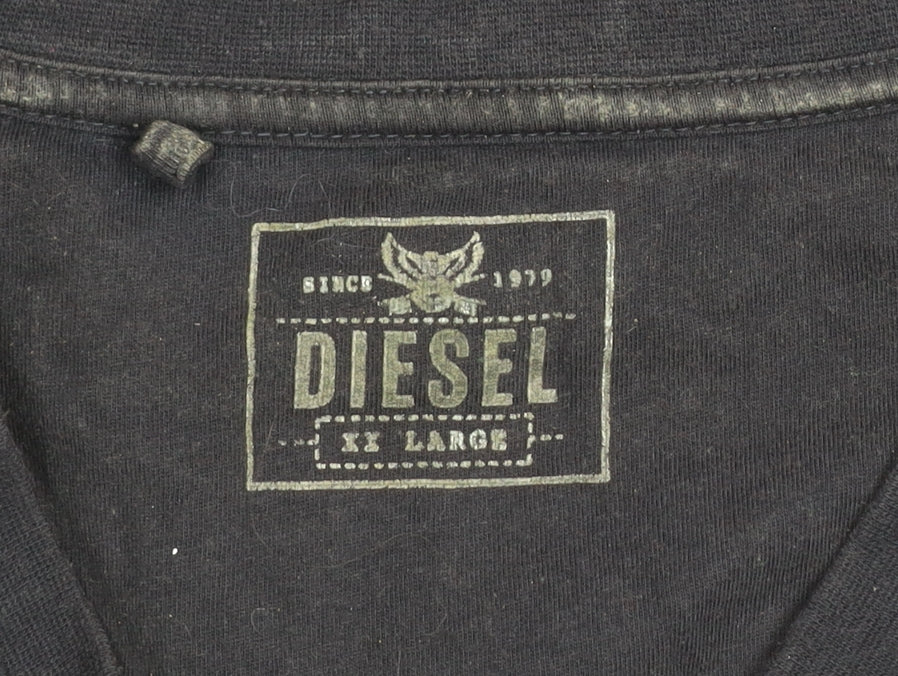 SINCE 1979
DIESEL
XX LARGE